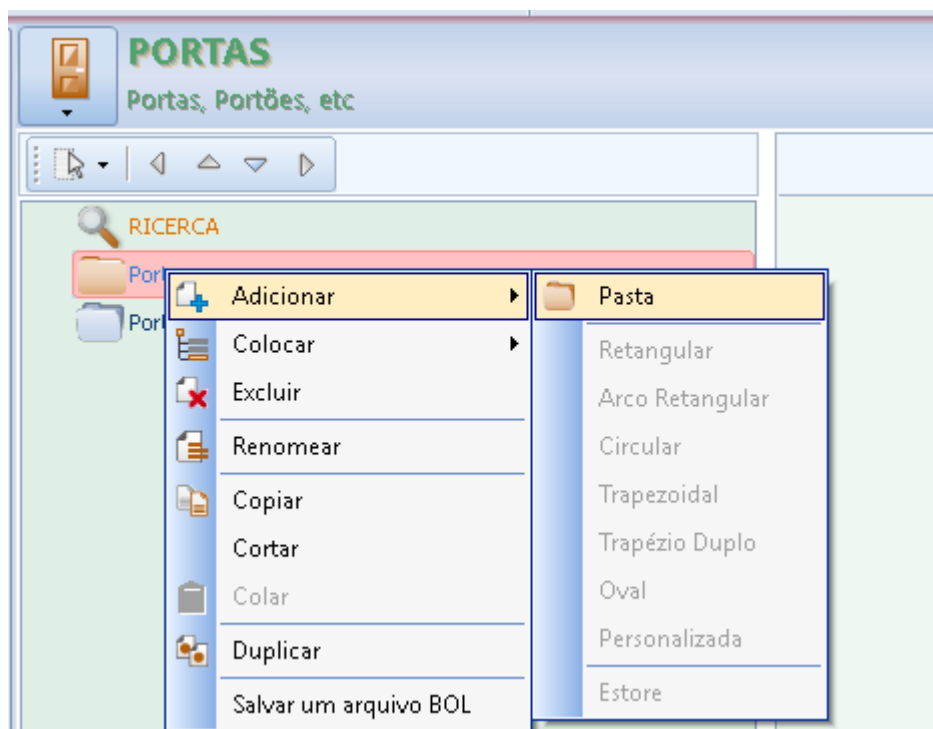 PORTAS
Portas, Portões, etc
RICERCA
Adicionar
Pasta
Colocar
Retangular
Excluir
Arco Retangular
Renomear
Circular
Copiar
Trapezoidal
Cortar
Trapézio Duplo
Colar
Oval
Duplicar
Personalizada
Salvar um arquivo BOL
Estore